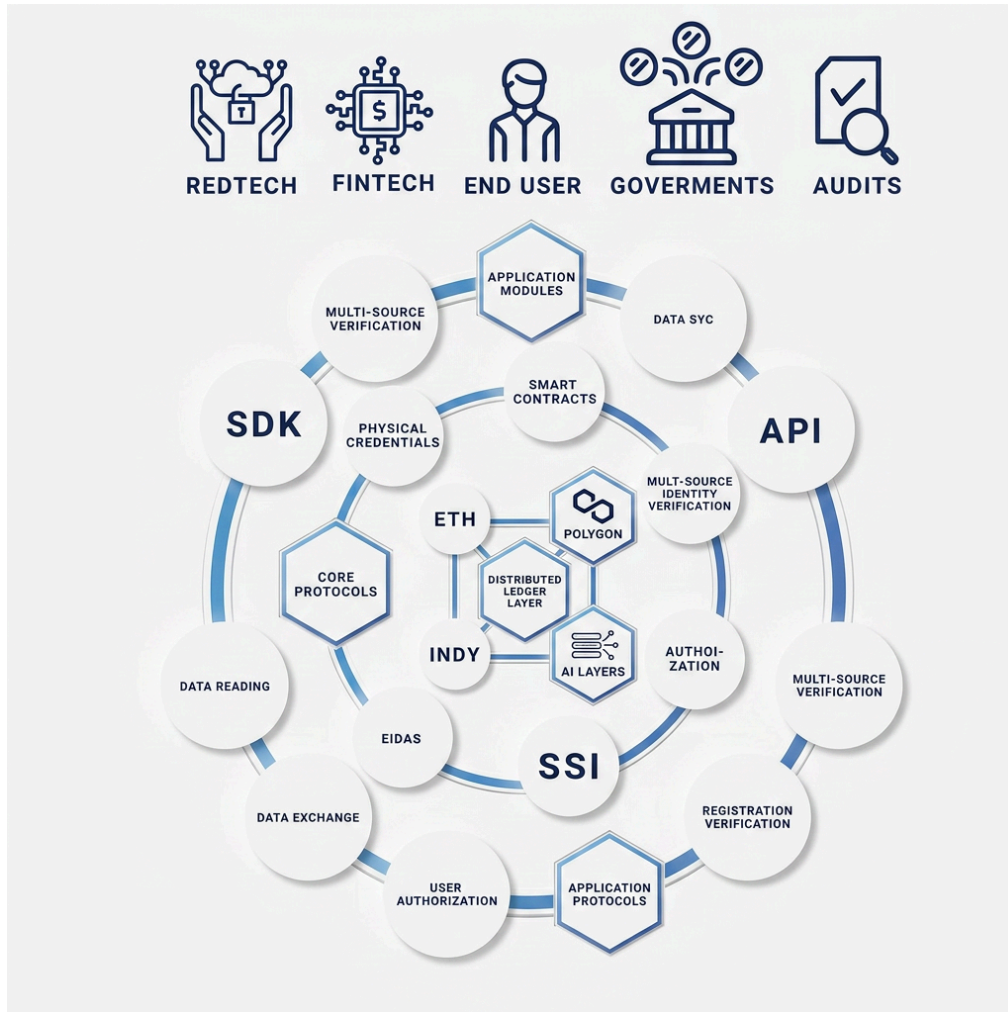 REDTECH
FINTECH
END USER
GOVERMENTS
AUDITS
APPLICATION
MODULES
MULTI-SOURCE
VERIFICATION
DATA SYC
SDK
API
SMART
CONTRACTS
PHYSICAL
CREDENTIALS
MULT-SOURCE
IDENTITY
VERIFICATION
ETH
POLYGON
CORE
PROTOCOLS
DISTRIBUTED
LEDGER
LAYER
INDY
AI LAYERS
AUTHOI-
ZATION
DATA READING
MULTI-SOURCE
VERIFICATION
EIDAS
SSI
DATA EXCHANGE
REGISTRATION
VERIFICATION
USER
AUTHORIZATION
APPLICATION
PROTOCOLS